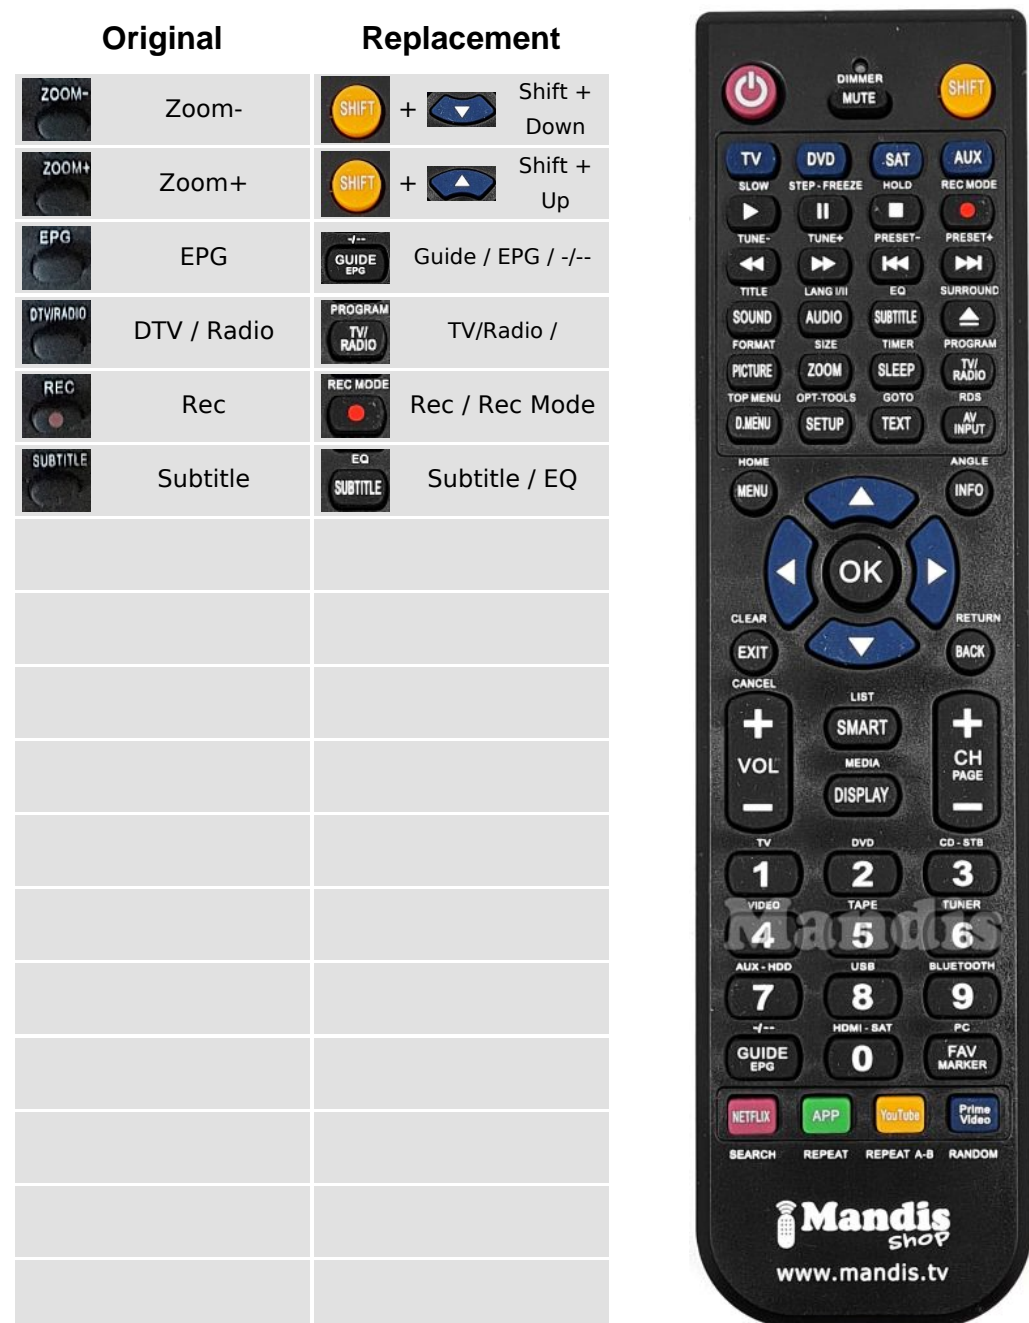 Original Replacement
ZOOM- Zoom- SHIFT + Shift +
Down
ZOOM+ Zoom+ SHIFT + Shift +
Up
EPG EPG -/-- GUIDE EPG Guide / EPG / -/--
DTV/RADIO DTV / Radio PROGRAM TV/ RADIO TV/Radio /
REC Rec REC MODE Rec / Rec Mode
SUBTITLE Subtitle EQ SUBTITLE Subtitle / EQ
DIMMER
MUTE SHIFT
TV DVD SAT AUX
SLOW STEP-FREEZE HOLD REC MODE
TUNE- TUNE+ PRESET- PRESET+
TITLE LANG I/II EQ SURROUND
SOUND AUDIO SUBTITLE
FORMAT SIZE TIMER PROGRAM
PICTURE ZOOM SLEEP TV/ RADIO
TOP MENU OPT-TOOLS GOTO RDS
D.MENU SETUP TEXT AV INPUT
HOME ANGLE
MENU INFO
OK
CLEAR RETURN
EXIT BACK
CANCEL LIST
+ SMART +
VOL MEDIA CH
PAGE
- DISPLAY -
TV DVD CD-STB
1 2 3
VIDEO TAPE TUNER
Mandis
4 5 6
AUX-HDD USB BLUETOOTH
7 8 9
-/-- HDMI-SAT PC
GUIDE EPG 0 FAV MARKER
NETFLIX APP YouTube Prime Video
SEARCH REPEAT REPEAT A-B RANDOM
Mandis
Shop
www.mandis.tv